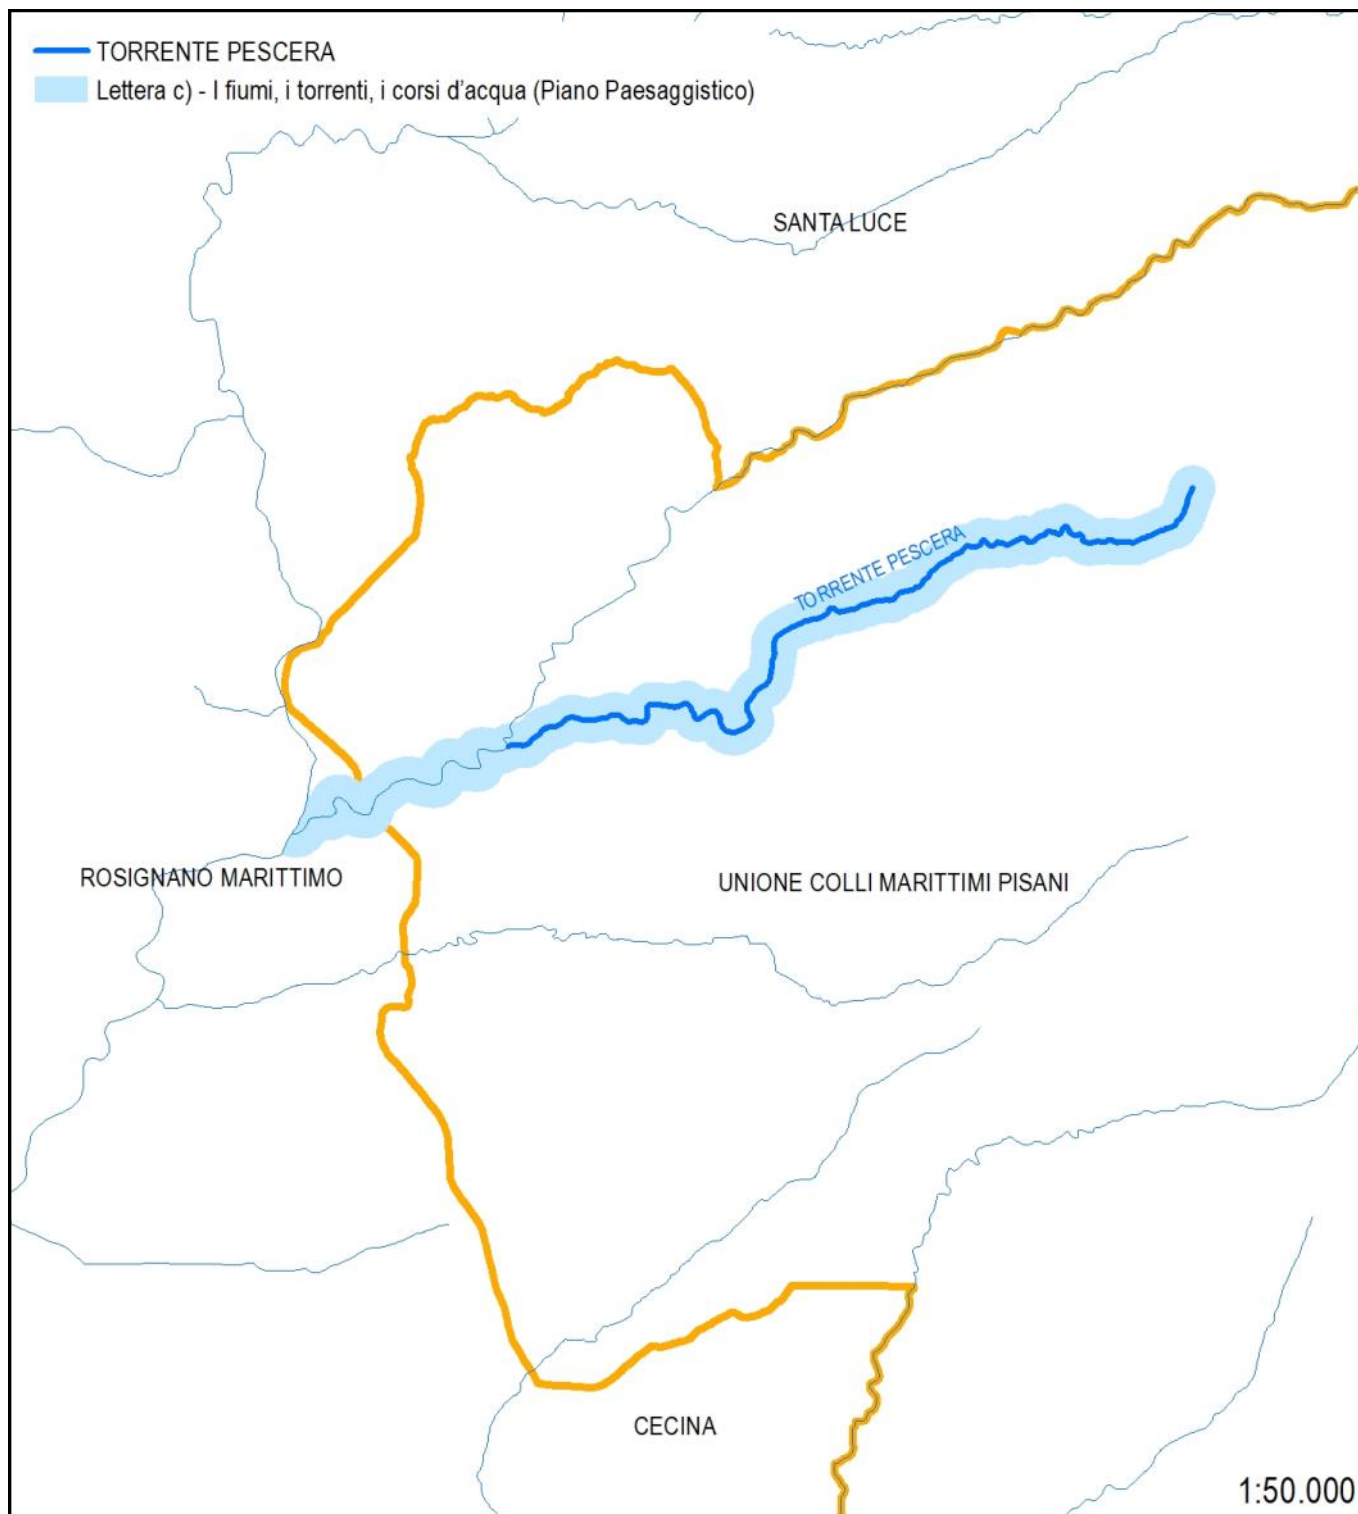 TORRENTE PESCERA
Lettera c) - I fiumi, i torrenti, i corsi d'acqua (Piano Paesaggistico)
SANTA LUCE
TORRENTE PESCERA
ROSIGNANO MARITTIMO
UNIONE COLLI MARITTIMI PISANI
CECINA
1:50.000